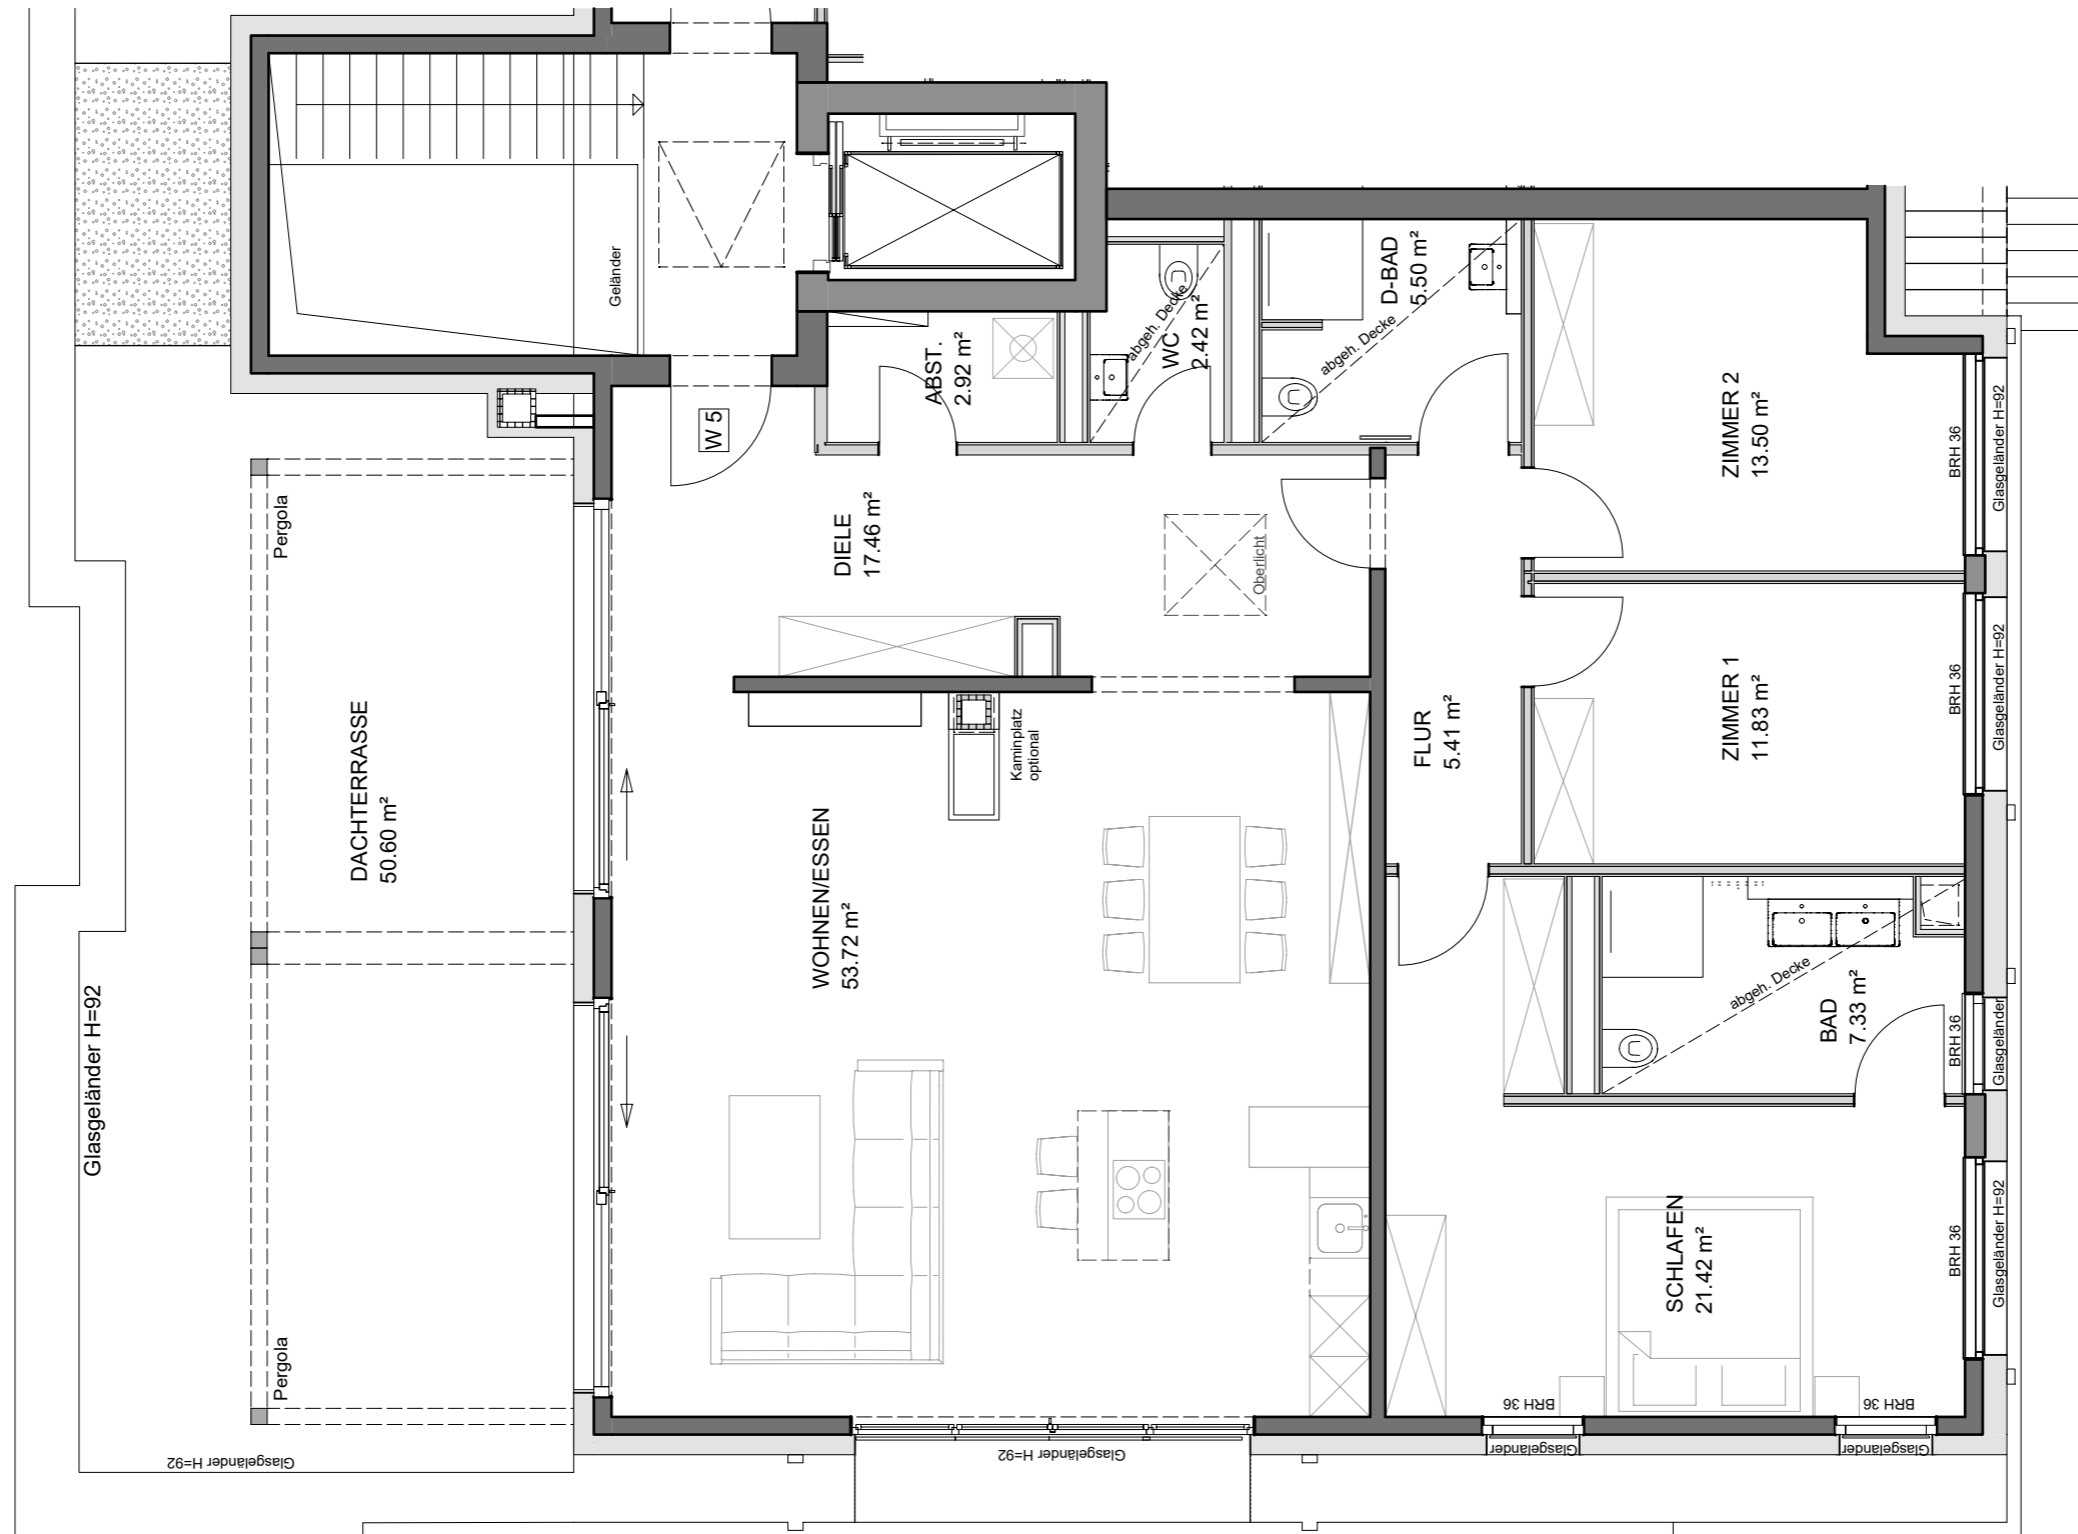 Geländer
W 5
ABST.
2.92 m²
abgeh. Decke
WC
2.42 m²
D-BAD
5.50 m²
abgeh. Decke
ZIMMER 2
13.50 m²
BRH 36
Glasgeländer H=92
Pergola
DIELE
17.46 m²
Oberlicht
DACHTERRASSE
50.60 m²
Kaminplatz
optional
FLUR
5.41 m²
ZIMMER 1
11.83 m²
BRH 36
Glasgeländer H=92
WOHNEN/ESSEN
53.72 m²
Glasgeländer H=92
abgeh. Decke
BAD
7.33 m²
BRH 36
Glasgeländer
SCHLAFEN
21.42 m²
BRH 36
Glasgeländer H=92
Pergola
BRH 36
BRH 36
Glasgeländer H=92
Glasgeländer H=92
Glasgeländer
Glasgeländer